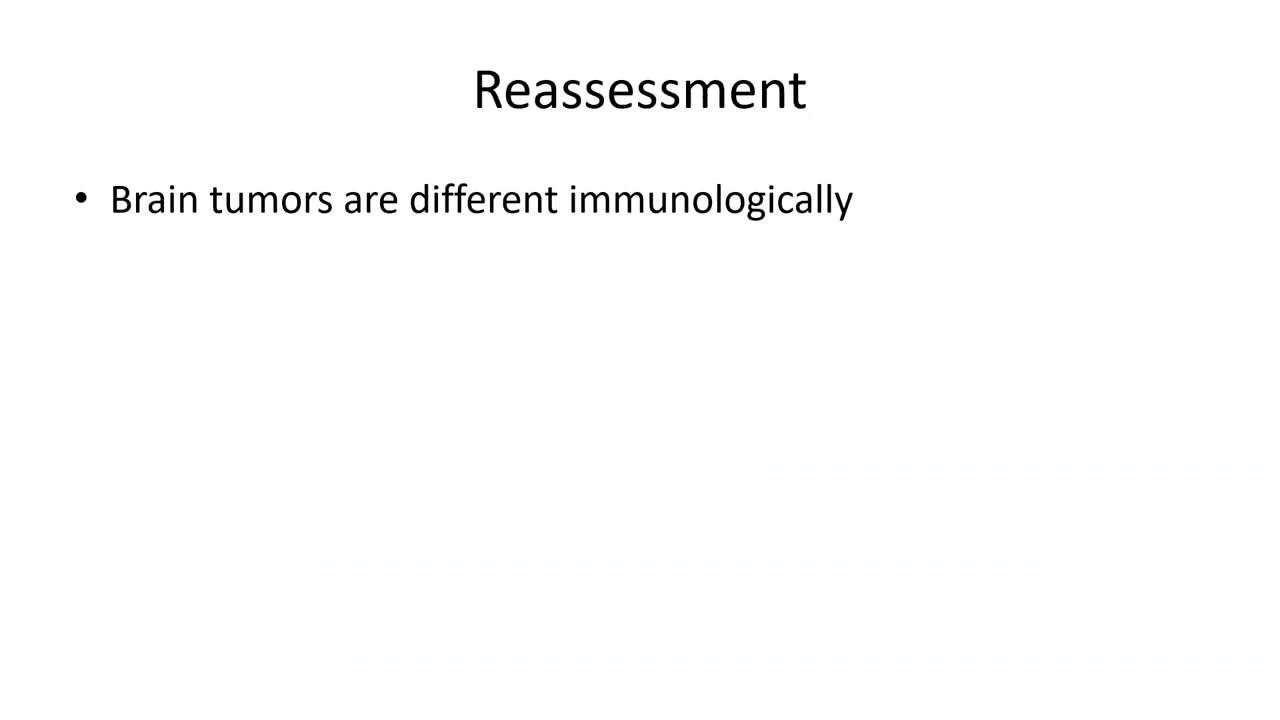 Reassessment
• Brain tumors are different immunologically